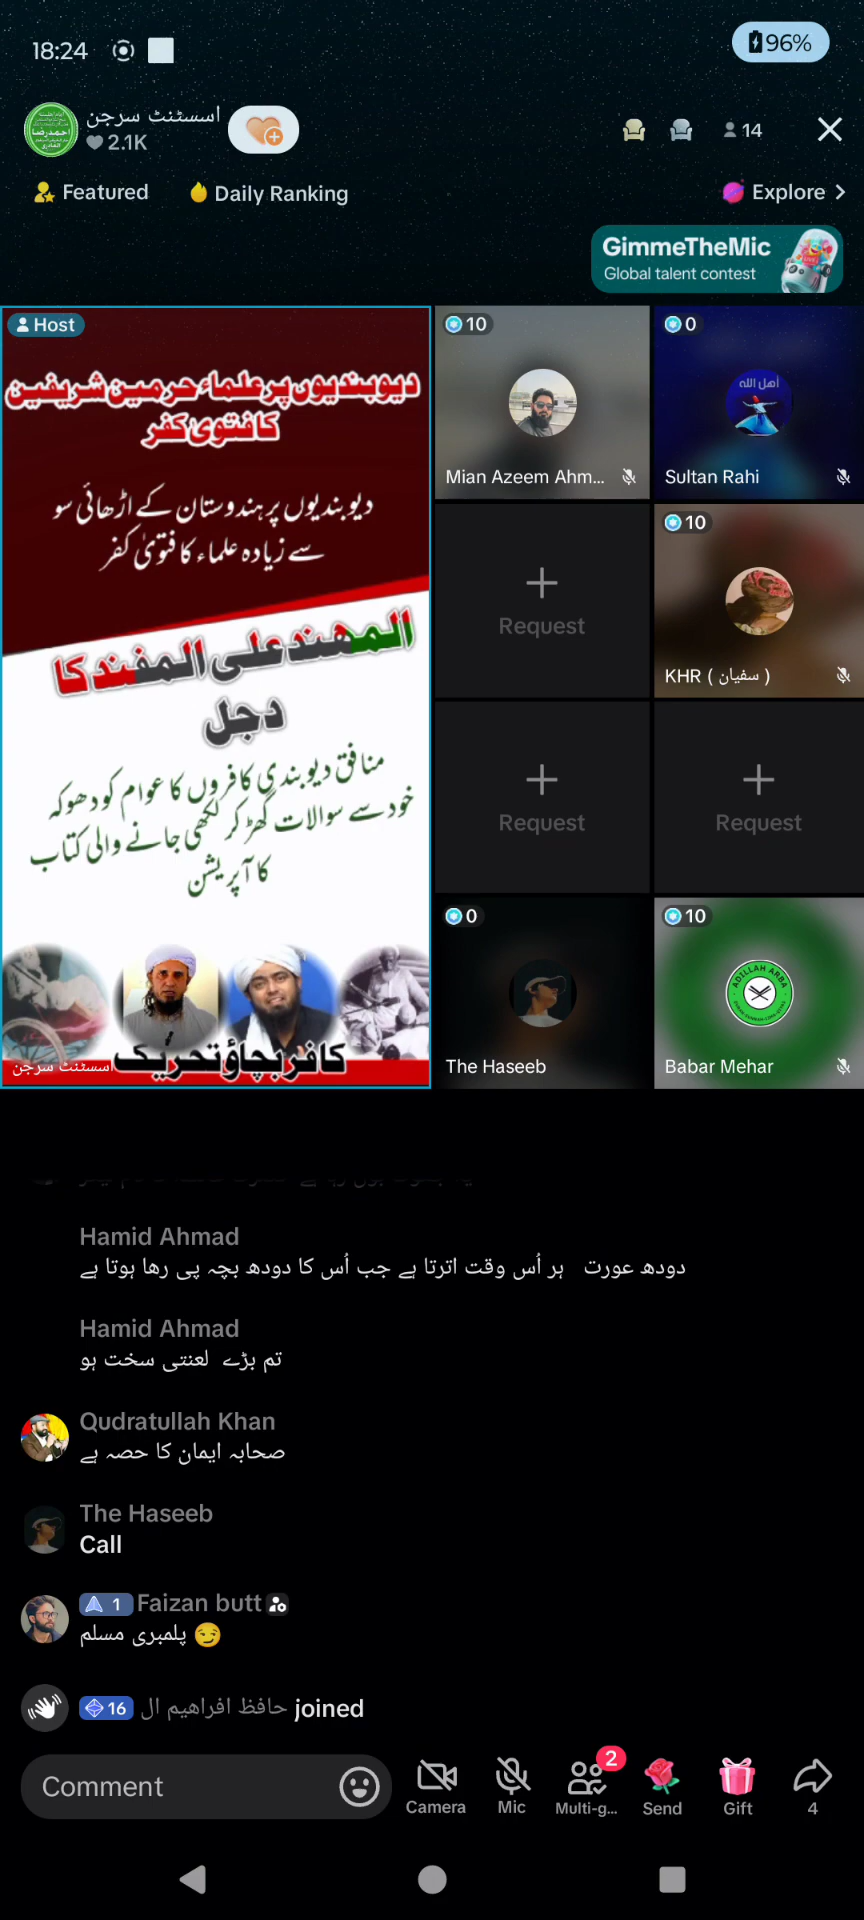 18:24
96%
اسسٹنٹ سرجن
2.1K
14
Featured
Daily Ranking
Explore
GimmeTheMic
Global talent contest
Host
دیوبندیوں پر علماء حرمین شریفین
کا فتویٰ کفر
دیوبندیوں پر ہندوستان کے اڑھائی سو
سے زیادہ علماء کا فتویٰ کفر
المھند علی المفند کا
دجل
منافق دیوبندی کافروں کا عوام کو دھوکہ
خود سے سوالات گھڑ کر لکھی جانے والی کتاب
کا آپریشن
کافر بچاؤ تحریک
اسسٹنٹ سرجن
10
Mian Azeem Ahm...
0
أهل الله
Sultan Rahi
Request
10
KHR ( سفیان )
Request
Request
0
The Haseeb
10
ADILLAH ARBA
Babar Mehar
Hamid Ahmad
دودھ عورت ہر اُس وقت اترتا ہے جب اُس کا دودھ بچہ پی رھا ہوتا ہے
Hamid Ahmad
تم بڑے لعنتی سخت ہو
Qudratullah Khan
صحابہ ایمان کا حصہ ہے
The Haseeb
Call
1 Faizan butt
پلمبری مسلم 😏
16 حافظ افراھیم ال joined
Comment
2
Camera
Mic
Multi-g...
Send
Gift
4